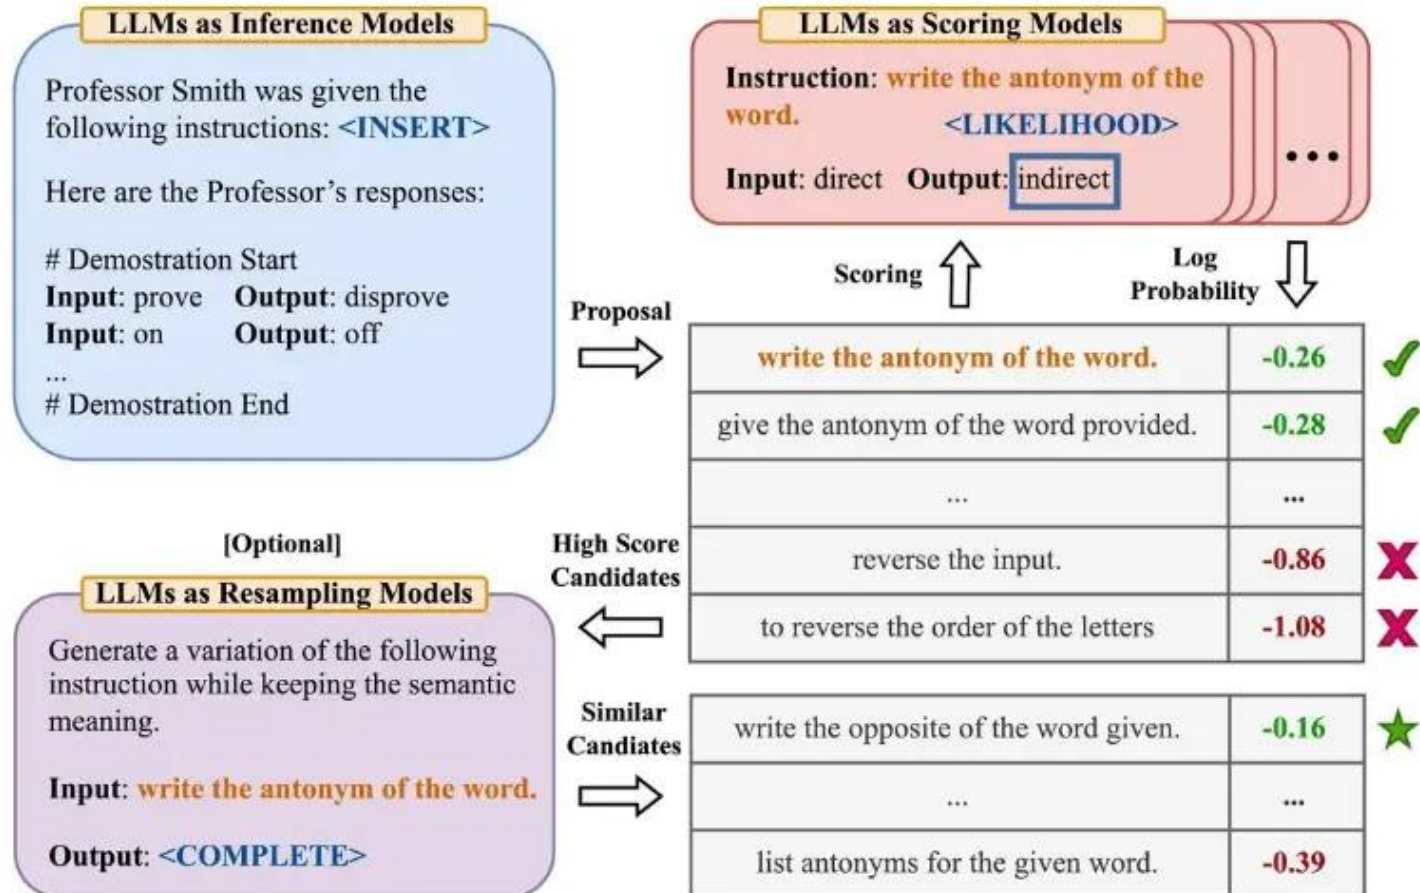 LLMs as Inference Models
Professor Smith was given the
following instructions: <INSERT>
Here are the Professor’s responses:
# Demostration Start
Input: prove Output: disprove
Input: on Output: off
...
# Demostration End
LLMs as Scoring Models
Instruction: write the antonym of the
word.
<LIKELIHOOD>
Input: direct Output: indirect
...
Scoring
Log
Probability
Proposal
write the antonym of the word. -0.26
give the antonym of the word provided. -0.28
... ...
reverse the input. -0.86
to reverse the order of the letters -1.08
High Score
Candidates
[Optional]
LLMs as Resampling Models
Generate a variation of the following
instruction while keeping the semantic
meaning.
Input: write the antonym of the word.
Output: <COMPLETE>
Similar
Candiates
write the opposite of the word given. -0.16
... ...
list antonyms for the given word. -0.39